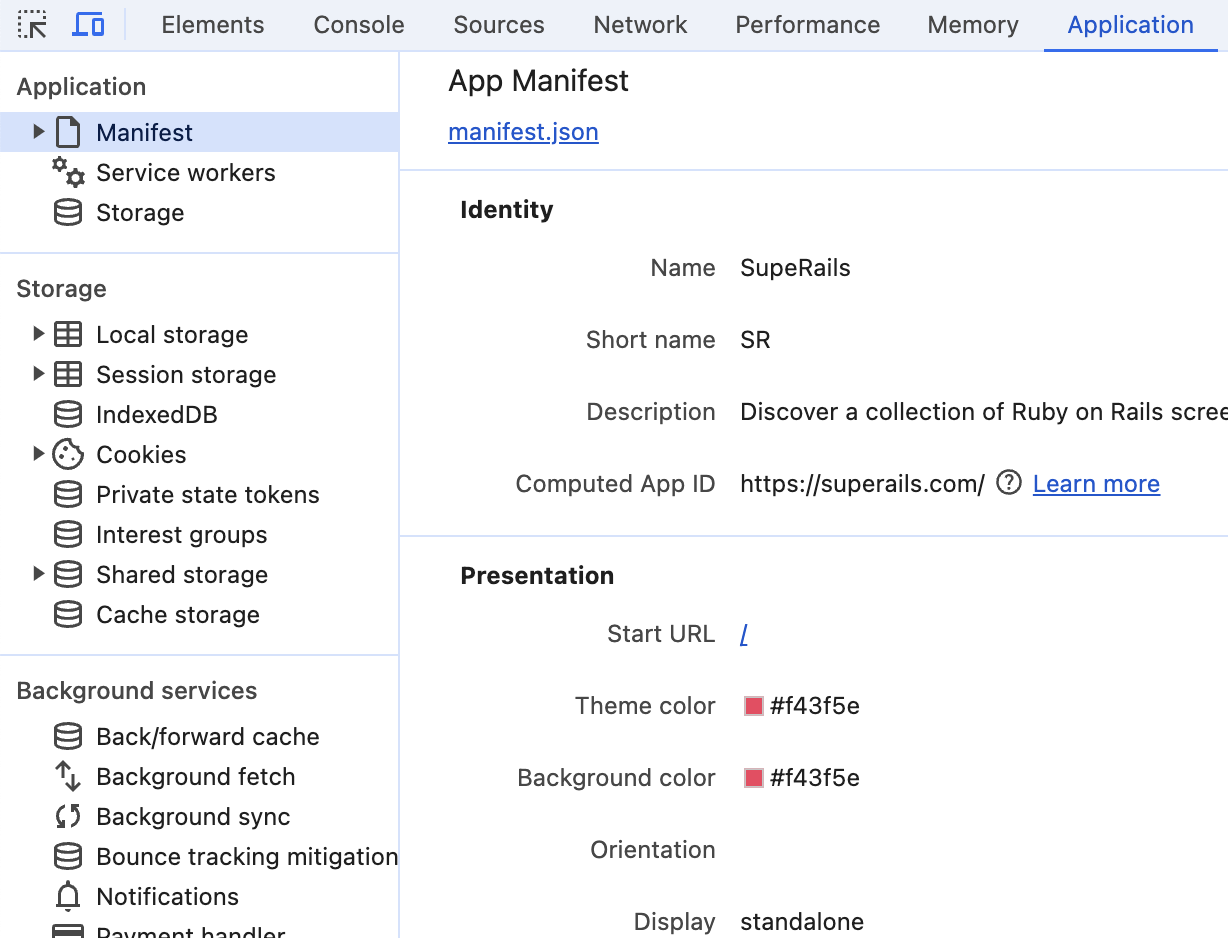 Elements Console Sources Network Performance Memory Application
Application
Manifest
Service workers
Storage
Storage
Local storage
Session storage
IndexedDB
Cookies
Private state tokens
Interest groups
Shared storage
Cache storage
Background services
Back/forward cache
Background fetch
Background sync
Bounce tracking mitigation
Notifications
Payment handler
App Manifest
manifest.json
Identity
Name SupeRails
Short name SR
Description Discover a collection of Ruby on Rails scree
Computed App ID https://superails.com/ ? Learn more
Presentation
Start URL /
Theme color #f43f5e
Background color #f43f5e
Orientation
Display standalone